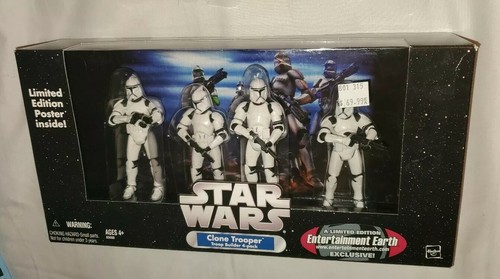 Limited
Edition
Poster
inside!
STAR
WARS
Clone Trooper
Troop Builder 4-pack
WARNING:
CHOKING HAZARD-Small parts
Not for children under 3 years.
AGES 4+
A LIMITED EDITION
Entertainment Earth
www.entertainmentearth.com
EXCLUSIVE!
Hasbro